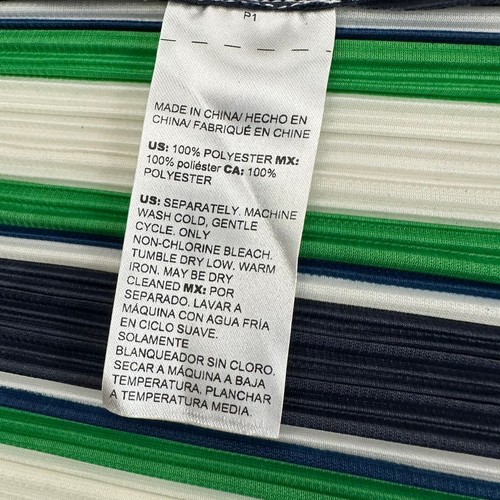 P1
MADE IN CHINA/ HECHO EN
CHINA/ FABRIQUÉ EN CHINE
US: 100% POLYESTER MX:
100% poliéster CA: 100%
POLYESTER
US: SEPARATELY. MACHINE
WASH COLD, GENTLE
CYCLE. ONLY
NON-CHLORINE BLEACH.
TUMBLE DRY LOW. WARM
IRON. MAY BE DRY
CLEANED MX: POR
SEPARADO. LAVAR A
MÁQUINA CON AGUA FRÍA
EN CICLO SUAVE.
SOLAMENTE
BLANQUEADOR SIN CLORO.
SECAR A MÁQUINA A BAJA
TEMPERATURA. PLANCHAR
A TEMPERATURA MEDIA.